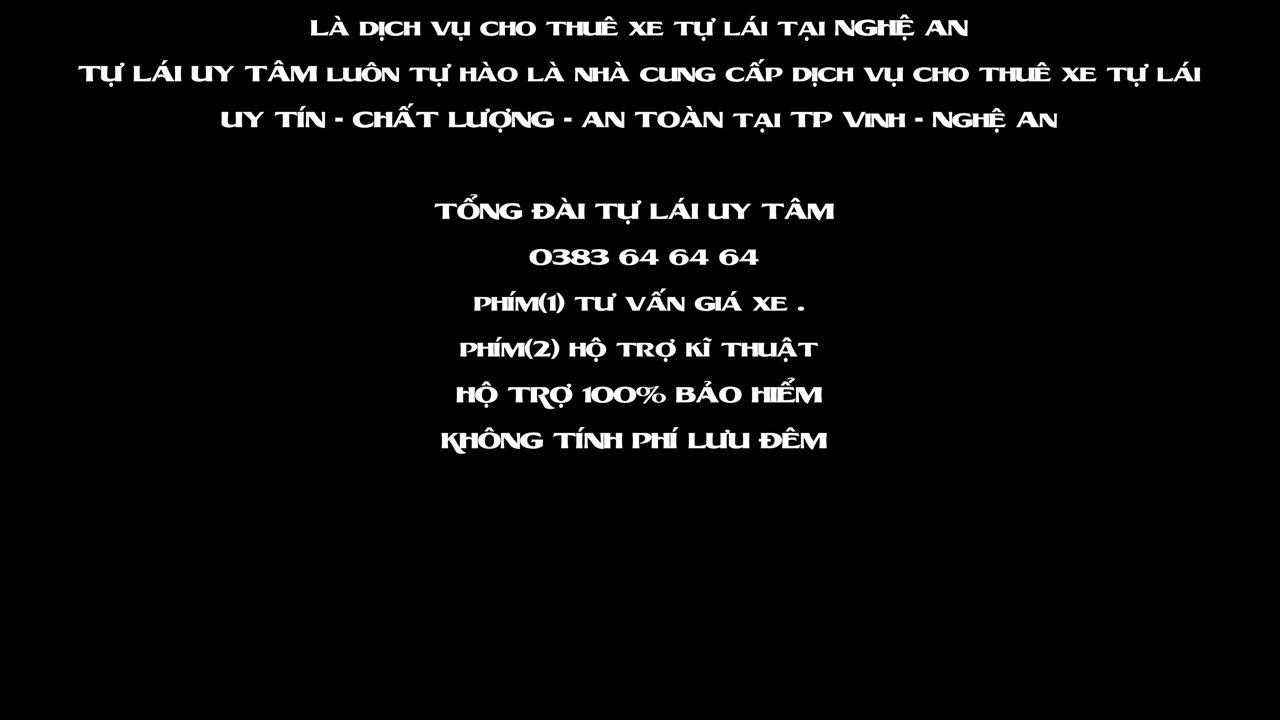 Là dịch vụ cho thuê xe tự lái tại NGHỆ AN
TỰ LÁI UY TÂM luôn tự hào là nhà cung cấp dịch vụ cho thuê xe tự lái
UY TÍN - CHẤT LƯỢNG - AN TOÀN tại TP Vinh - Nghệ An
TỔNG ĐÀI TỰ LÁI UY TÂM
0383 64 64 64
phím(1) tư vấn giá xe .
phím(2) hộ trợ kĩ thuật
HỘ TRỢ 100% BẢO HIỂM
KHÔNG TÍNH PHÍ LƯU ĐÊM